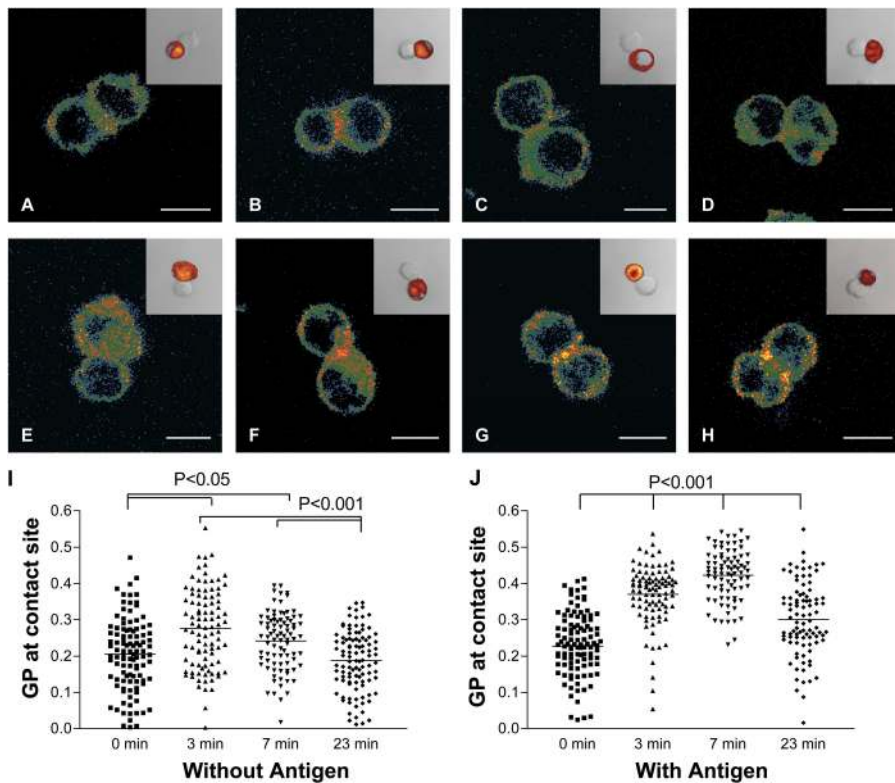 A B C D
E F G H
I J
P<0.05 P<0.001
P<0.001
GP at contact site
0.6
0.5
0.4
0.3
0.2
0.1
0.0
0 min 3 min 7 min 23 min
Without Antigen
GP at contact site
0.6
0.5
0.4
0.3
0.2
0.1
0.0
0 min 3 min 7 min 23 min
With Antigen